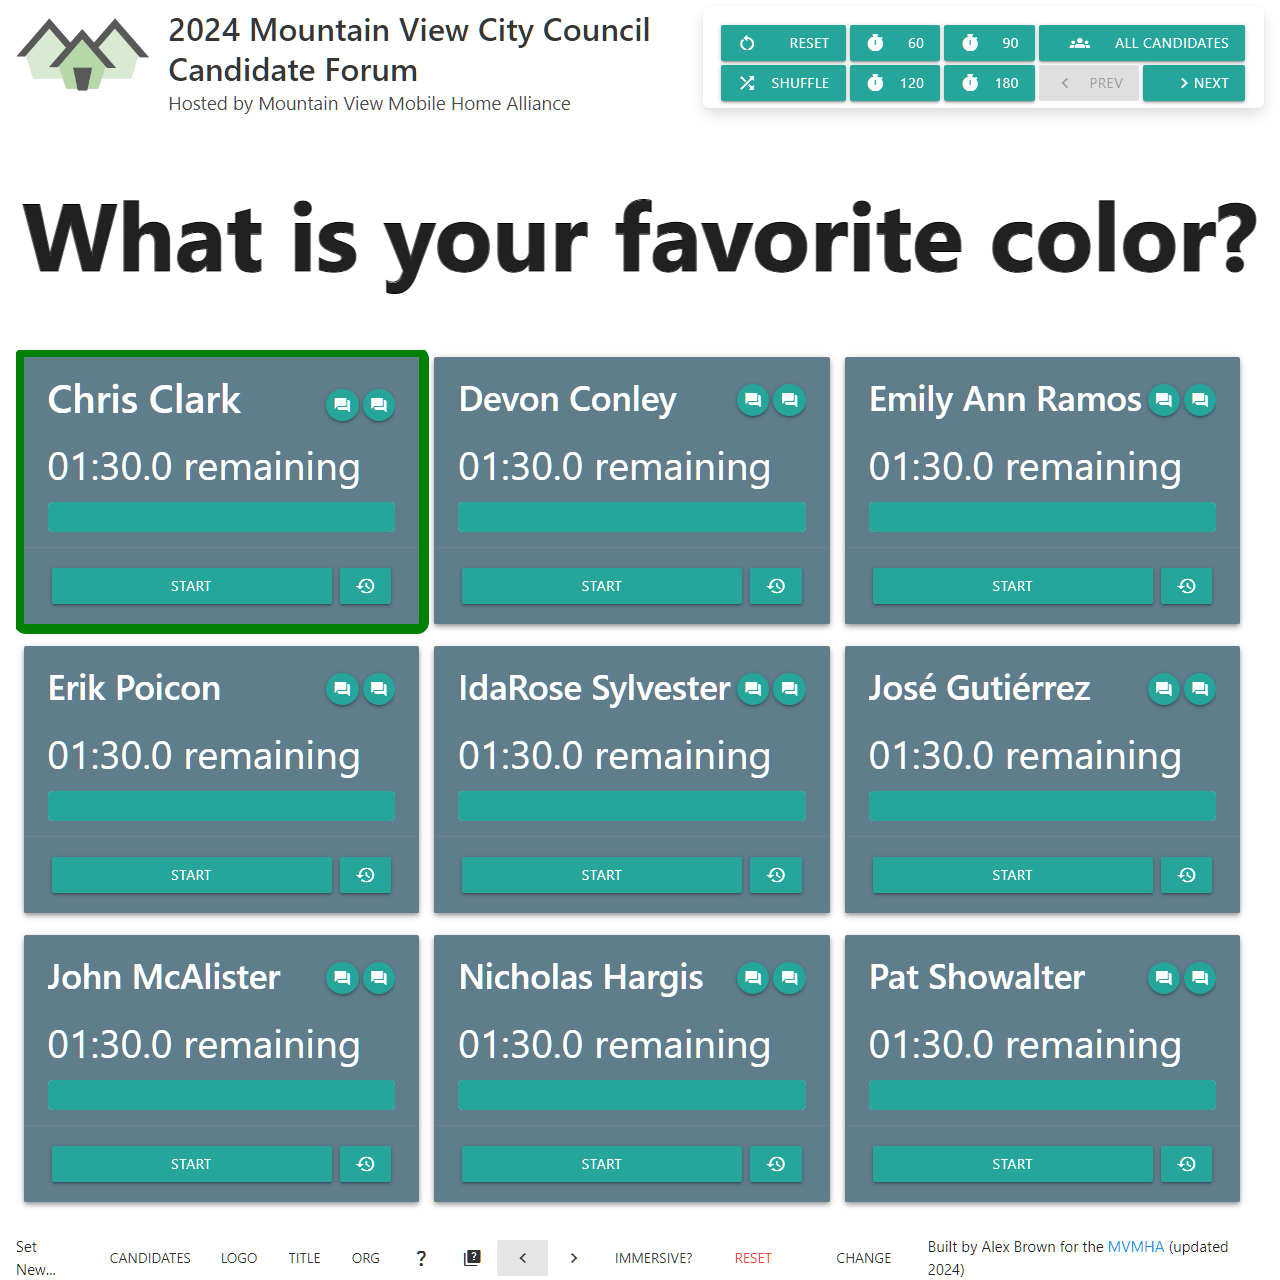 2024 Mountain View City Council
Candidate Forum
Hosted by Mountain View Mobile Home Alliance
RESET 60 90 ALL CANDIDATES
SHUFFLE 120 180 PREV NEXT
What is your favorite color?
Chris Clark
01:30.0 remaining
START
Devon Conley
01:30.0 remaining
START
Emily Ann Ramos
01:30.0 remaining
START
Erik Poicon
01:30.0 remaining
START
IdaRose Sylvester
01:30.0 remaining
START
José Gutiérrez
01:30.0 remaining
START
John McAlister
01:30.0 remaining
START
Nicholas Hargis
01:30.0 remaining
START
Pat Showalter
01:30.0 remaining
START
Set
New...
CANDIDATES LOGO TITLE ORG ? IMMERSIVE? RESET CHANGE
Built by Alex Brown for the MVMHA (updated
2024)